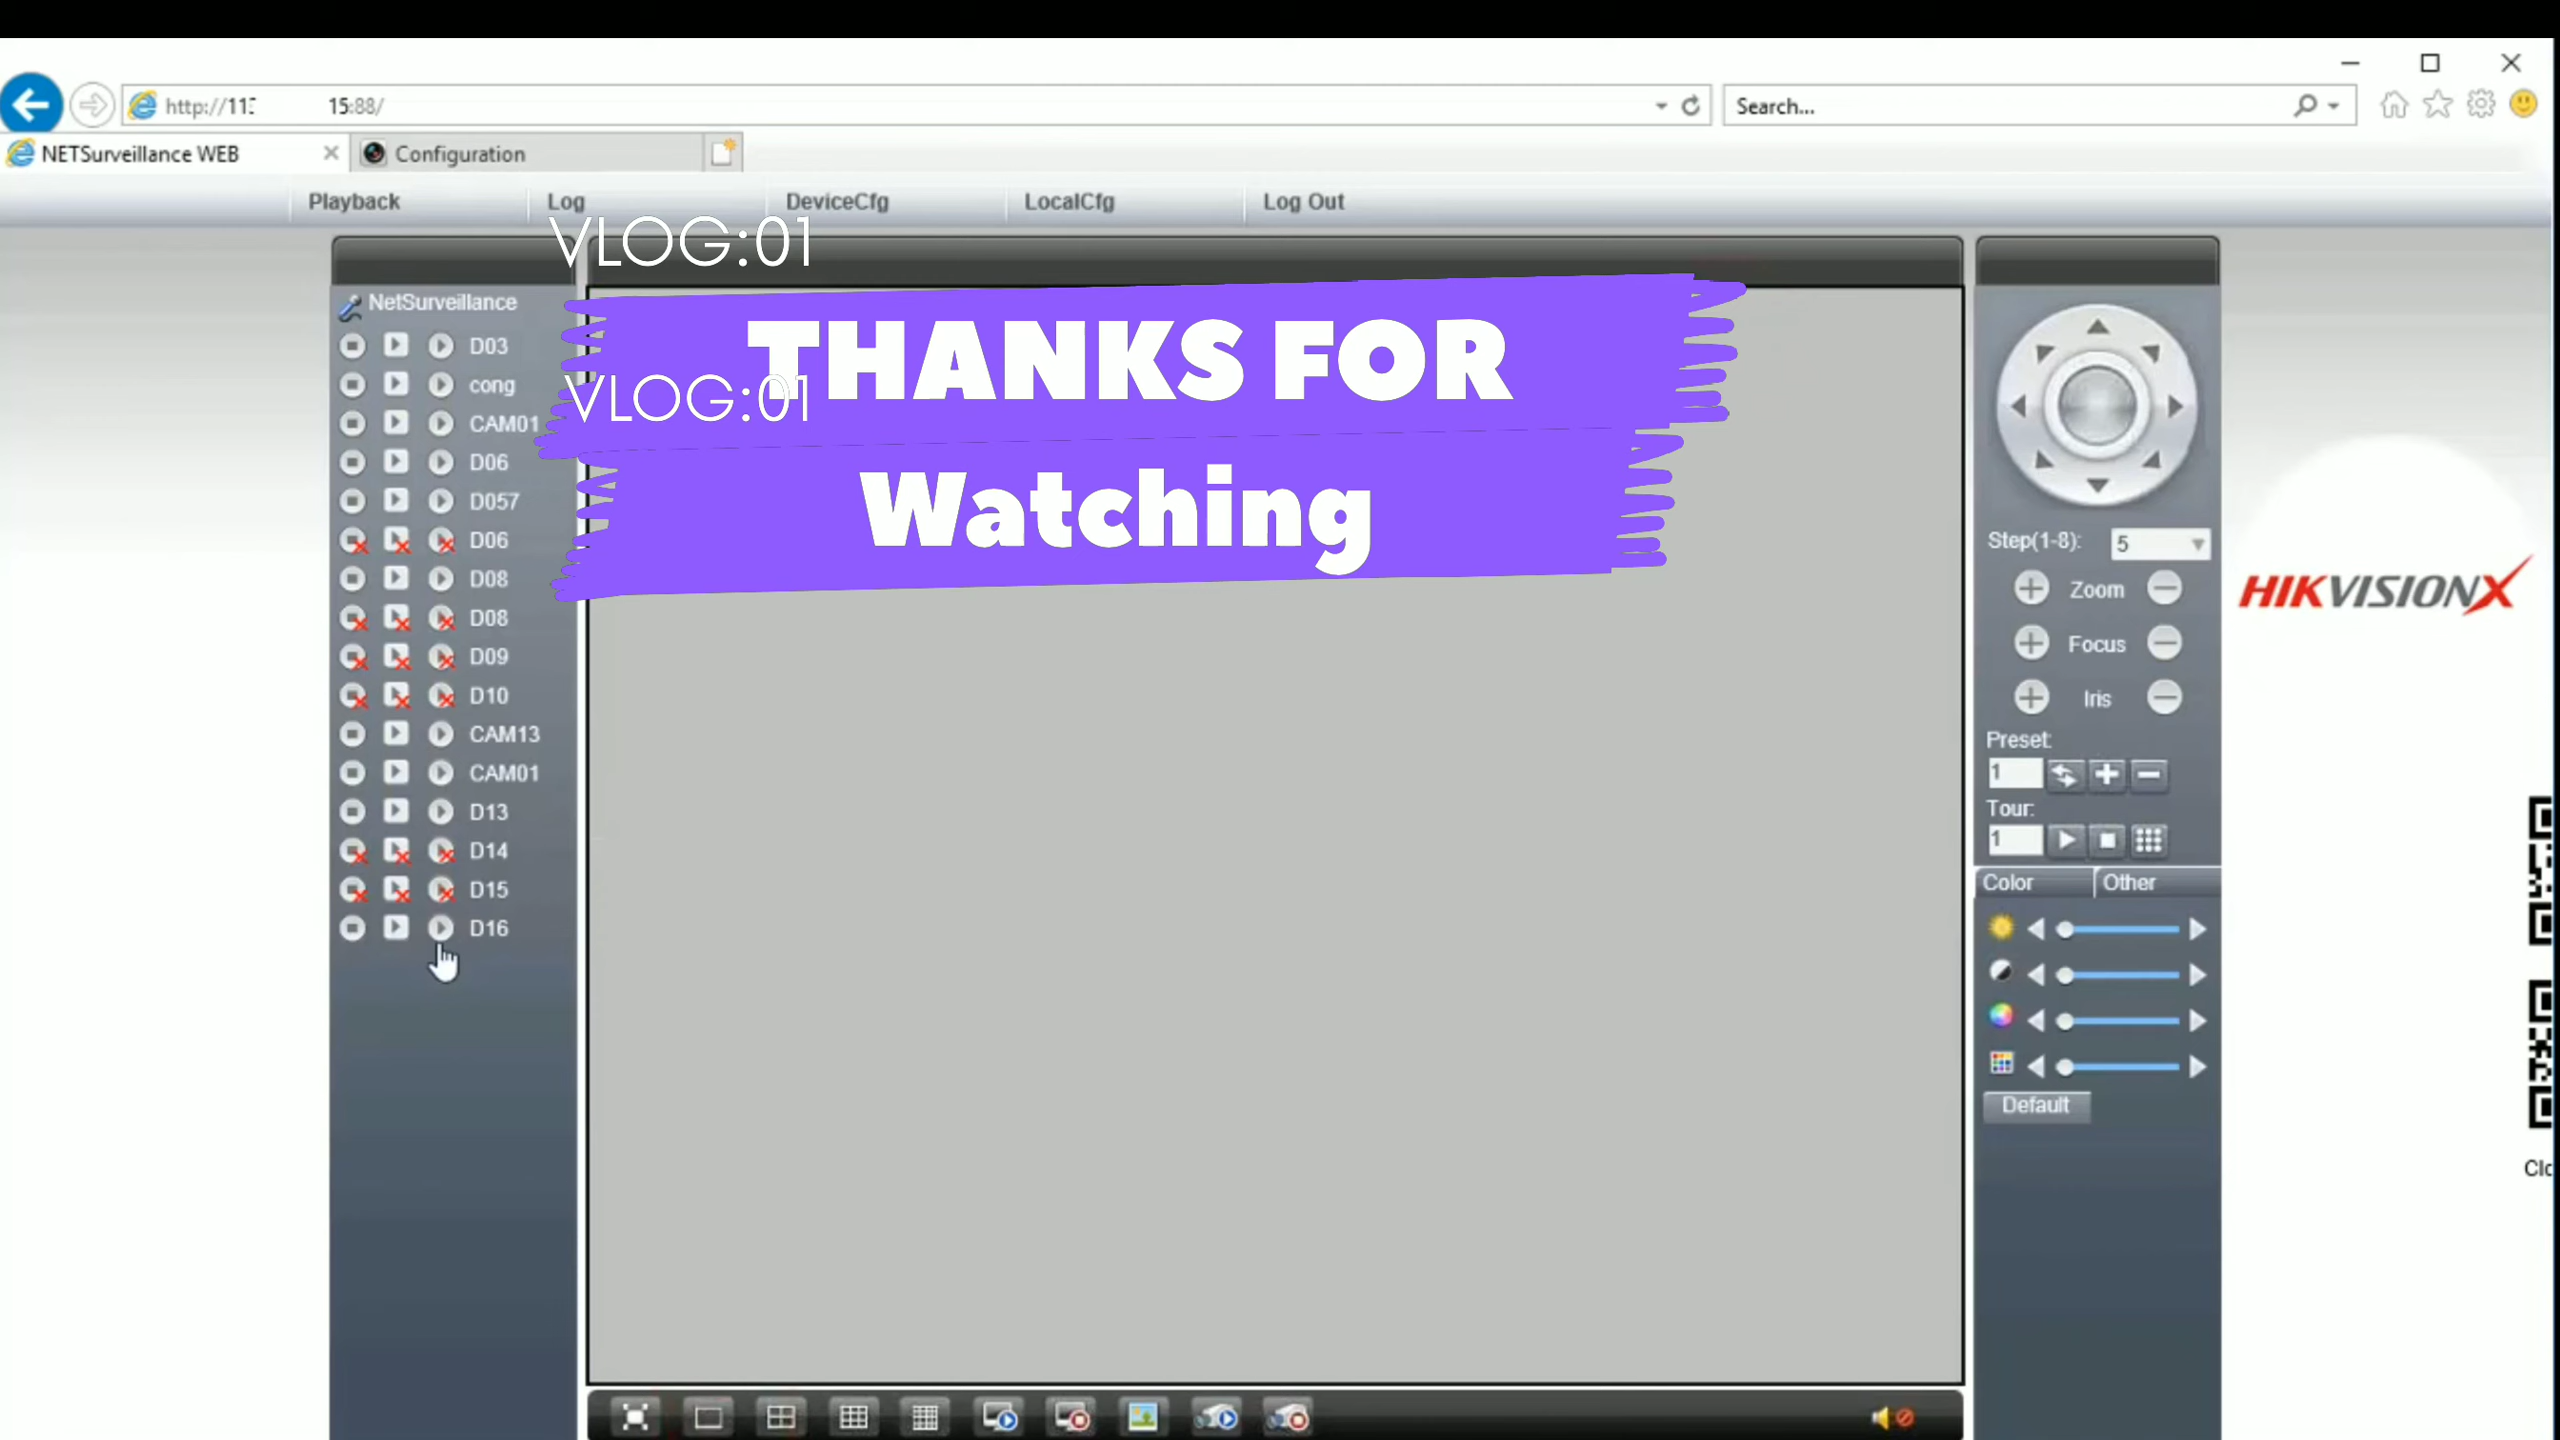 http://11
15:88/
Search...
NETSurveillance WEB
Configuration
Playback
Log
DeviceCfg
LocalCfg
Log Out
VLOG:01
THANKS FOR
VLOG:01
Watching
NetSurveillance
D03
cong
CAM01
D06
D057
D06
D08
D08
D09
D10
CAM13
CAM01
D13
D14
D15
D16
Step(1-8): 5
Zoom
Focus
Iris
Preset:
1
Tour:
1
Color
Other
Default
HIKVISIONX
Clo